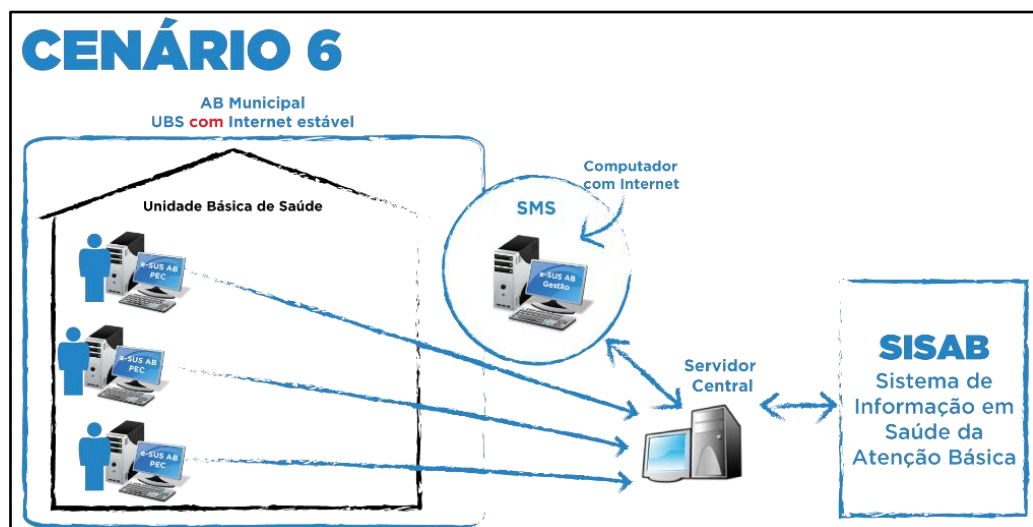 CENÁRIO 6
AB Municipal
UBS com Internet estável
Unidade Básica de Saúde
e-SUS AB
PEC
e-SUS AB
PEC
e-SUS AB
PEC
Computador
com Internet
SMS
e-SUS AB
Gestão
Servidor
Central
SISAB
Sistema de
Informação em
Saúde da
Atenção Básica